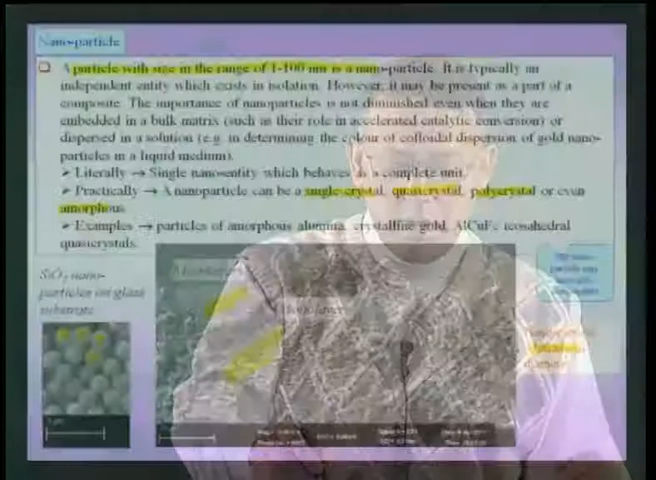 Nano-particle
❑ A particle with size in the range of 1-100 nm is a nano-particle. It is typically an
independent entity which exists in isolation. However, it may be present as a part of a
composite. The importance of nanoparticles is not diminished even when they are
embedded in a bulk matrix (such as their role in accelerated catalytic conversion) or
dispersed in a solution (e.g. in determining the colour of colloidal dispersion of gold nano-
particles in a liquid medium).
➢ Literally → Single nano-entity which behaves as a complete unit.
➢ Practically → A nanoparticle can be a single crystal, quasicrystal, polycrystal or even
amorphous.
➢ Examples → particles of amorphous alumina, crystalline gold, AlCuFe icosahedral
quasicrystals.
SiO2 nano-
particles on glass
substrate
Monolayer